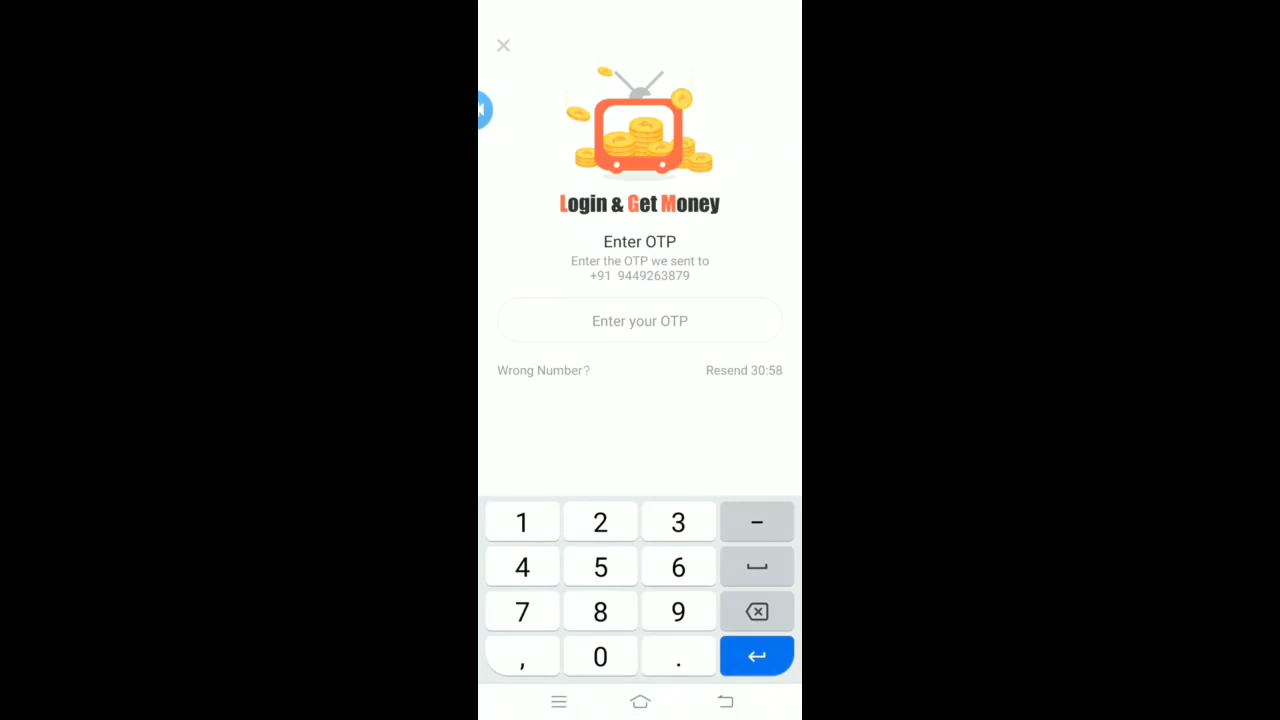 Login & Get Money
Enter OTP
Enter the OTP we sent to
+91 9449263879
Enter your OTP
Wrong Number?
Resend 30:58
1 2 3 -
4 5 6
7 8 9
, 0 .